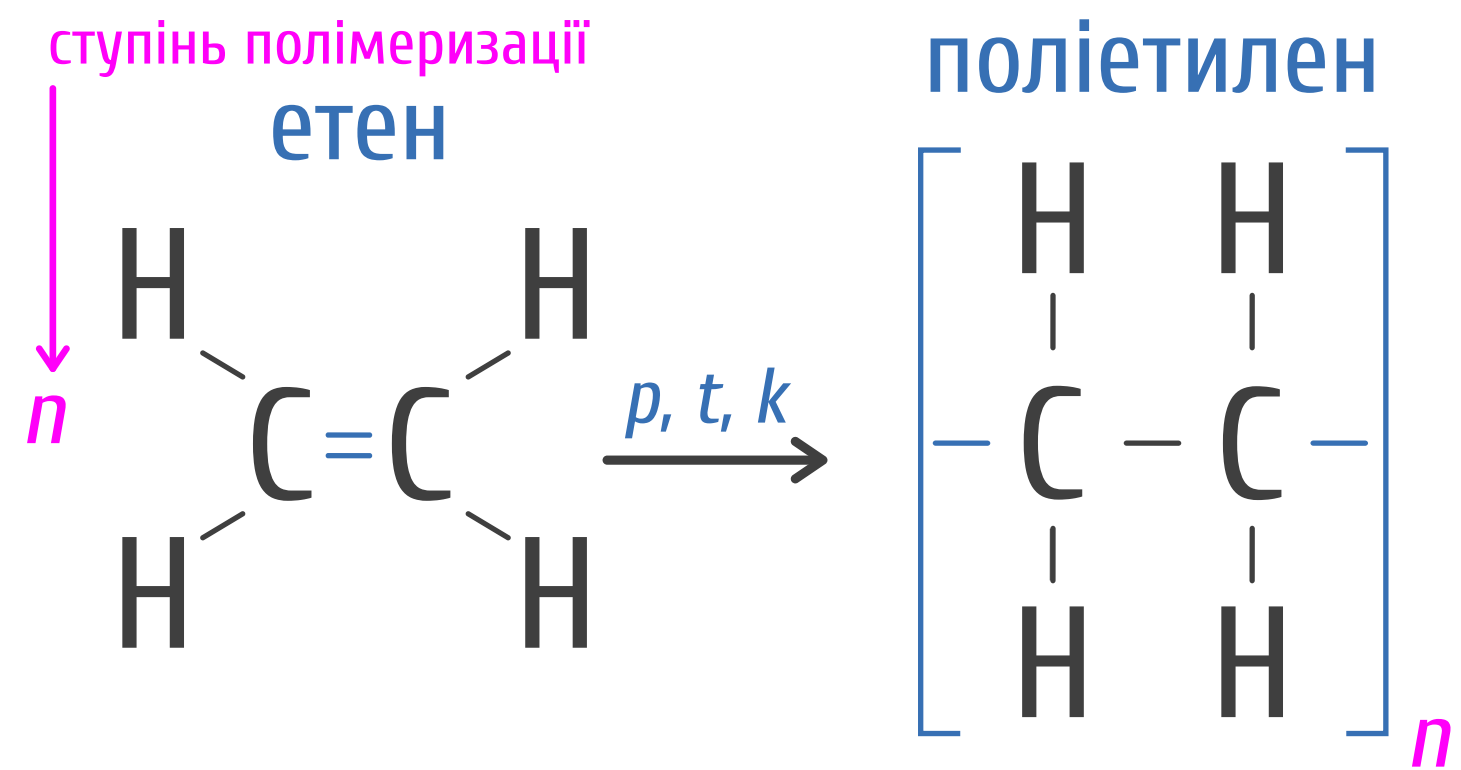 ступінь полімеризації
етен
поліетилен
H H
H H
n C = C p, t, k C C
H H
H H
n